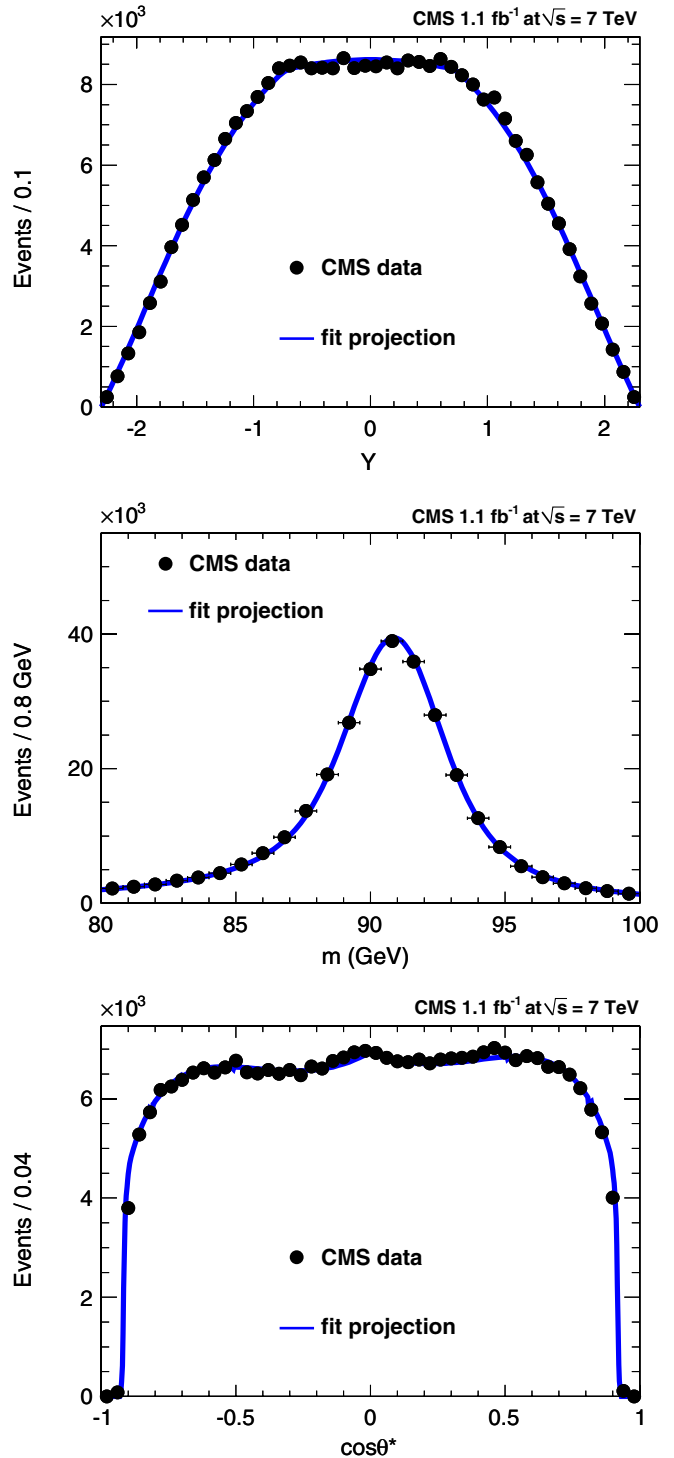 ×10³ CMS 1.1 fb⁻¹ at √s = 7 TeV
8
6
4
2
0
Events / 0.1
CMS data
fit projection
-2 -1 0 1 2
Y
×10³ CMS 1.1 fb⁻¹ at √s = 7 TeV
CMS data
fit projection
40
20
0
Events / 0.8 GeV
80 85 90 95 100
m (GeV)
×10³ CMS 1.1 fb⁻¹ at √s = 7 TeV
6
4
2
0
Events / 0.04
CMS data
fit projection
-1 -0.5 0 0.5 1
cosθ*